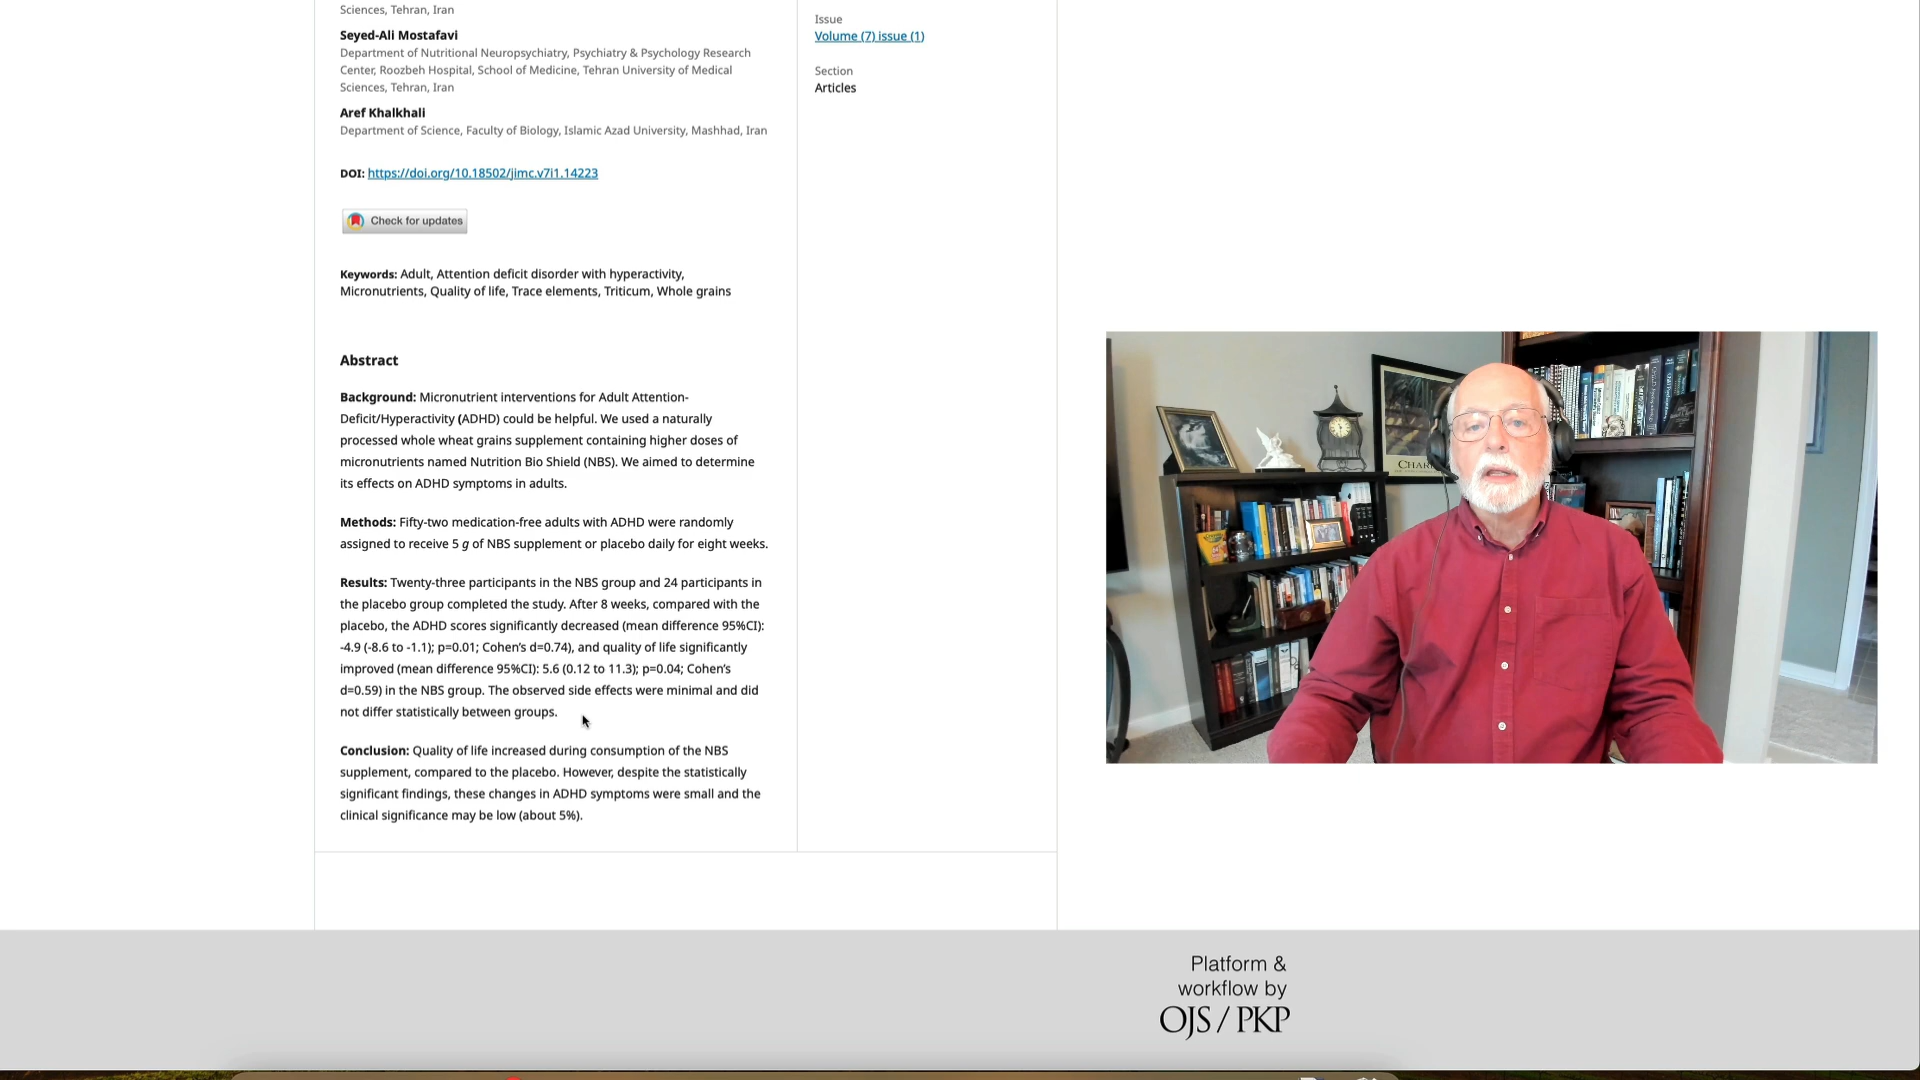 Sciences, Tehran, Iran
Seyed-Ali Mostafavi
Department of Nutritional Neuropsychiatry, Psychiatry & Psychology Research
Center, Roozbeh Hospital, School of Medicine, Tehran University of Medical
Sciences, Tehran, Iran
Aref Khalkhali
Department of Science, Faculty of Biology, Islamic Azad University, Mashhad, Iran
DOI: https://doi.org/10.18502/jimc.v7i1.14223
Check for updates
Keywords: Adult, Attention deficit disorder with hyperactivity,
Micronutrients, Quality of life, Trace elements, Triticum, Whole grains
Abstract
Background: Micronutrient interventions for Adult Attention-
Deficit/Hyperactivity (ADHD) could be helpful. We used a naturally
processed whole wheat grains supplement containing higher doses of
micronutrients named Nutrition Bio Shield (NBS). We aimed to determine
its effects on ADHD symptoms in adults.
Methods: Fifty-two medication-free adults with ADHD were randomly
assigned to receive 5 g of NBS supplement or placebo daily for eight weeks.
Results: Twenty-three participants in the NBS group and 24 participants in
the placebo group completed the study. After 8 weeks, compared with the
placebo, the ADHD scores significantly decreased (mean difference 95%CI):
-4.9 (-8.6 to -1.1); p=0.01; Cohen's d=0.74), and quality of life significantly
improved (mean difference 95%CI): 5.6 (0.12 to 11.3); p=0.04; Cohen's
d=0.59) in the NBS group. The observed side effects were minimal and did
not differ statistically between groups.
Conclusion: Quality of life increased during consumption of the NBS
supplement, compared to the placebo. However, despite the statistically
significant findings, these changes in ADHD symptoms were small and the
clinical significance may be low (about 5%).
Issue
Volume (7) issue (1)
Section
Articles
Platform &
workflow by
OJS / PKP